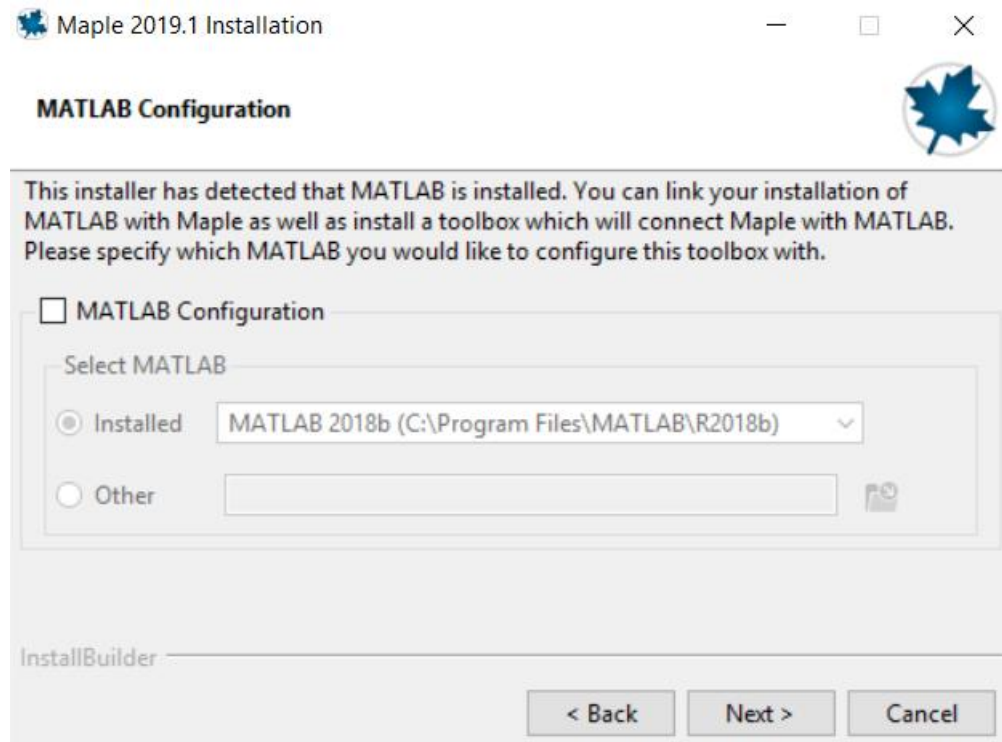 Maple 2019.1 Installation
MATLAB Configuration
This installer has detected that MATLAB is installed. You can link your installation of
MATLAB with Maple as well as install a toolbox which will connect Maple with MATLAB.
Please specify which MATLAB you would like to configure this toolbox with.
MATLAB Configuration
Select MATLAB
Installed MATLAB 2018b (C:\Program Files\MATLAB\R2018b)
Other
InstallBuilder
< Back Next > Cancel